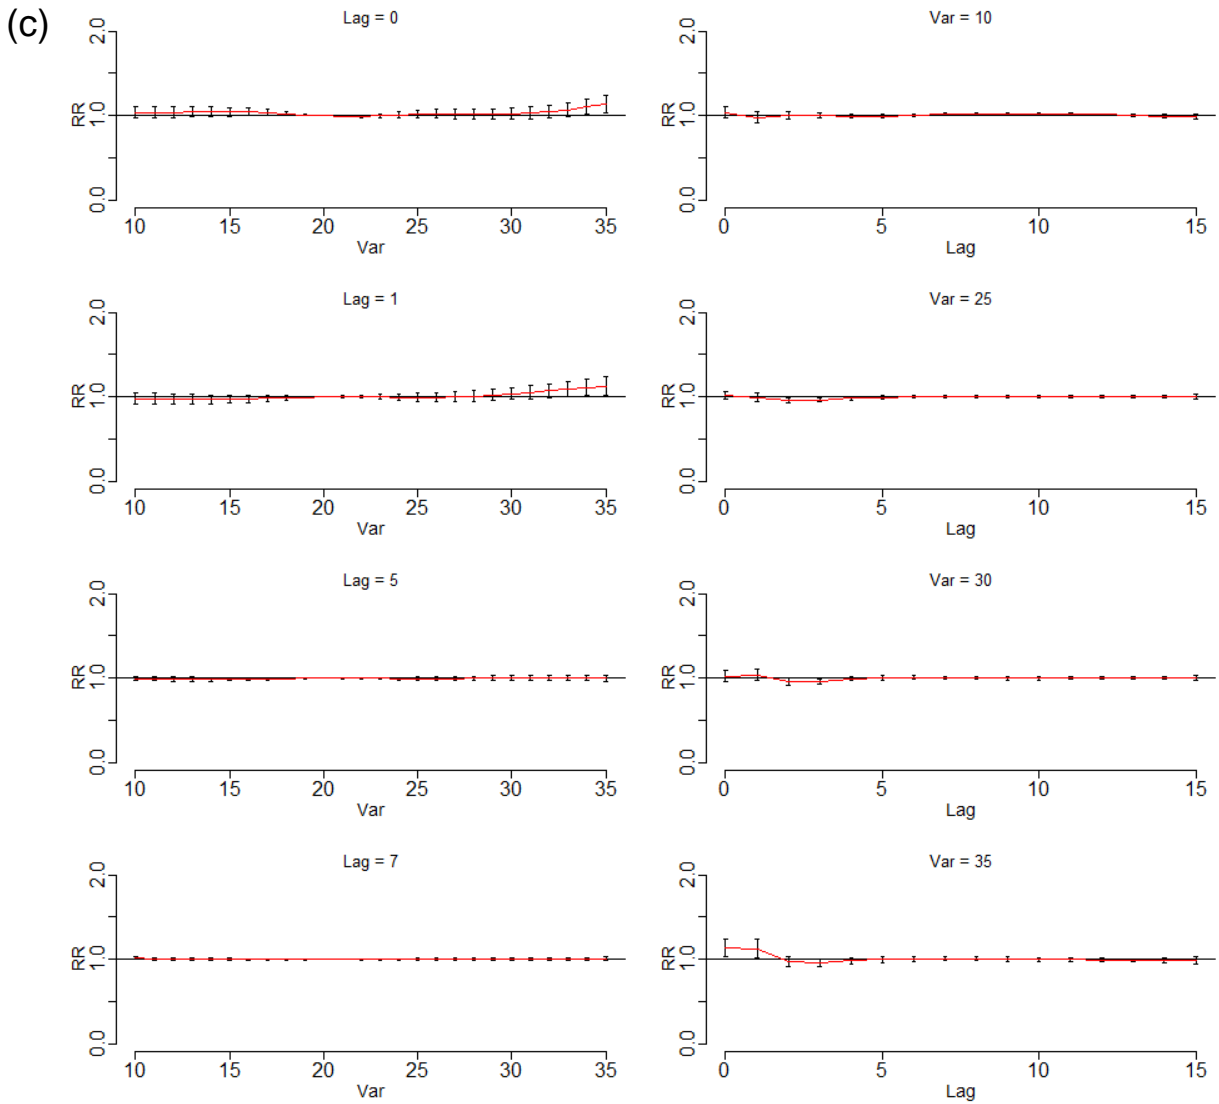 (c)
Lag = 0
RR
0.0 1.0 2.0
10 15 20 25 30 35
Var
Var = 10
RR
0.0 1.0 2.0
0 5 10 15
Lag
Lag = 1
RR
0.0 1.0 2.0
10 15 20 25 30 35
Var
Var = 25
RR
0.0 1.0 2.0
0 5 10 15
Lag
Lag = 5
RR
0.0 1.0 2.0
10 15 20 25 30 35
Var
Var = 30
RR
0.0 1.0 2.0
0 5 10 15
Lag
Lag = 7
RR
0.0 1.0 2.0
10 15 20 25 30 35
Var
Var = 35
RR
0.0 1.0 2.0
0 5 10 15
Lag